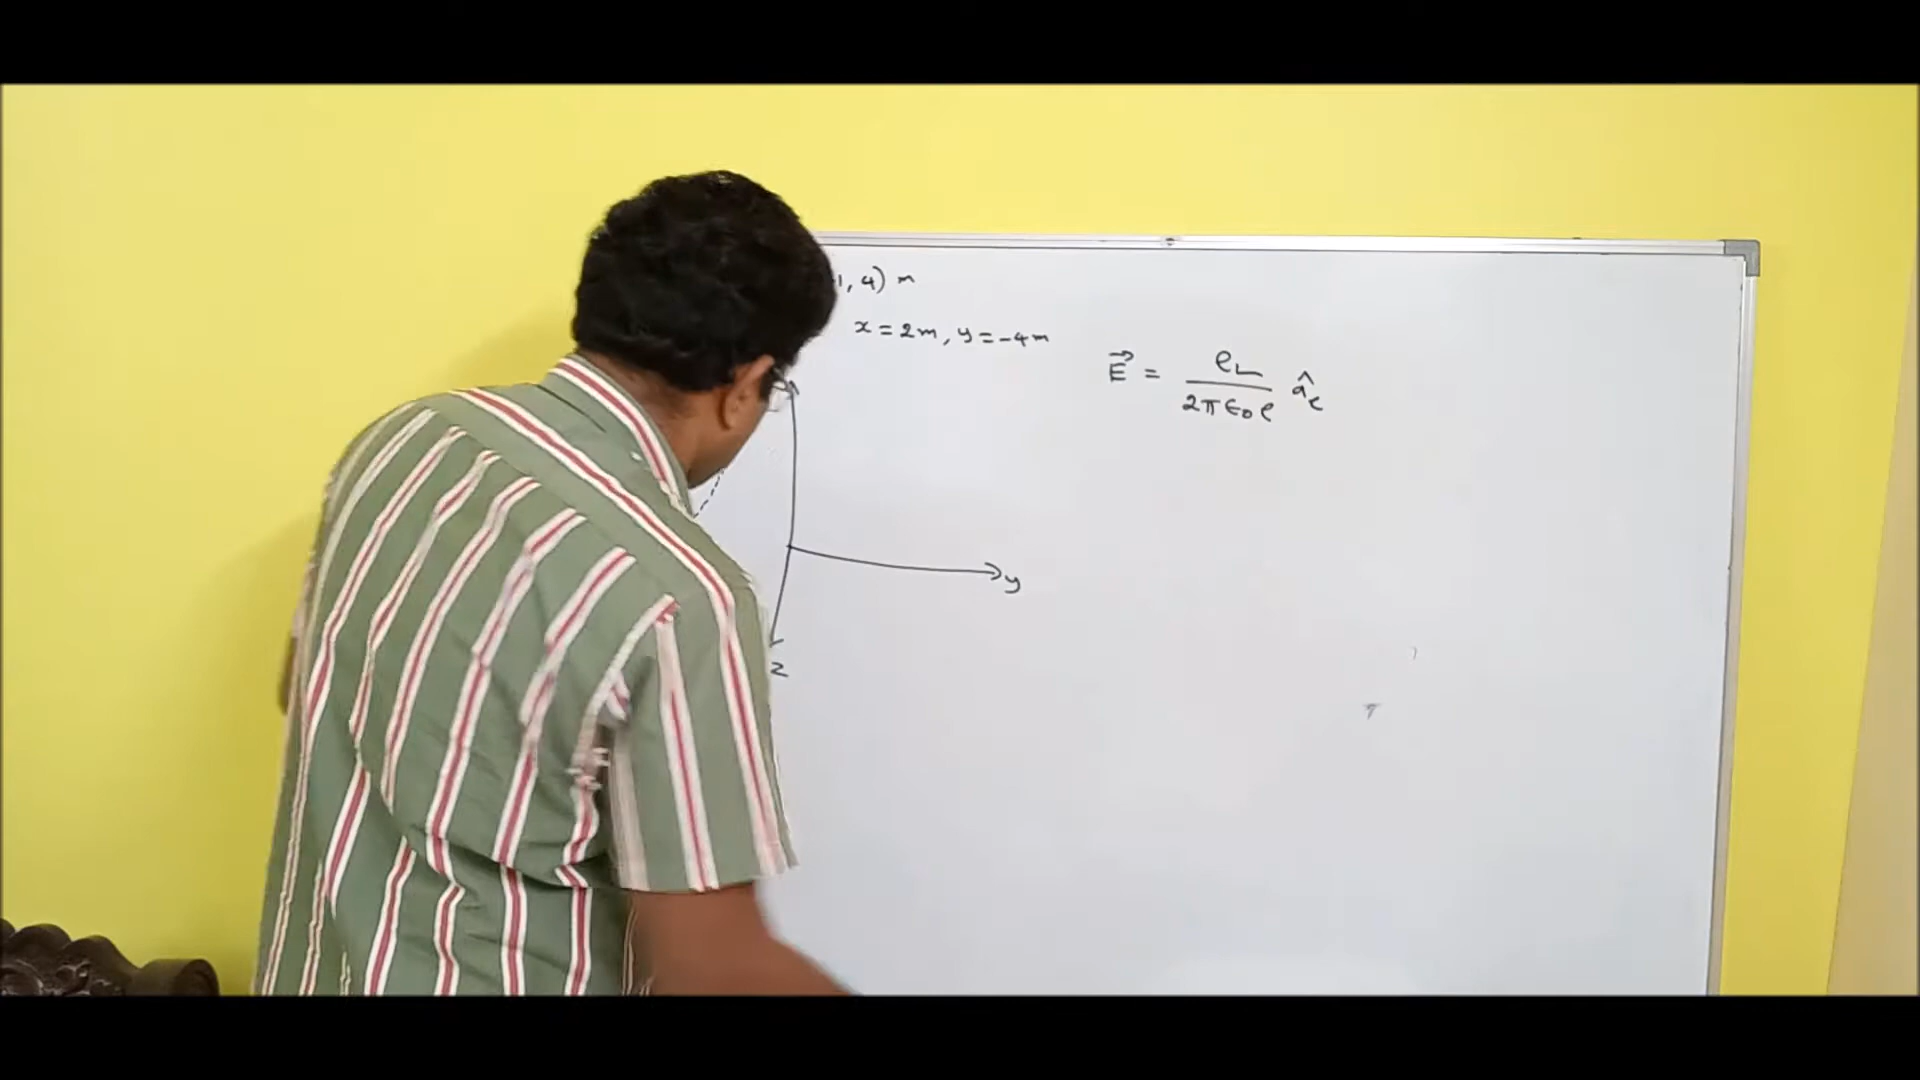 1, 4) m
x = 2m, y = -4m
E⃗ = ρL / 2πϵ₀ρ âρ
y
z